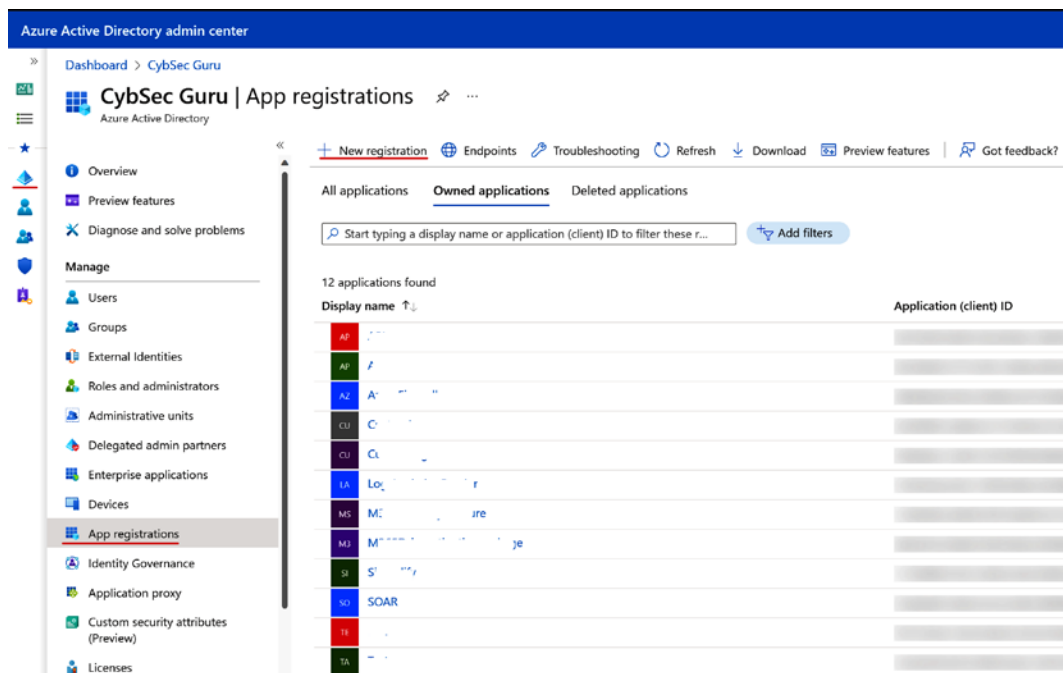 Azure Active Directory admin center
Dashboard > CybSec Guru
CybSec Guru | App registrations
Azure Active Directory
New registration Endpoints Troubleshooting Refresh Download Preview features Got feedback?
Overview
Preview features
Diagnose and solve problems
Manage
Users
Groups
External Identities
Roles and administrators
Administrative units
Delegated admin partners
Enterprise applications
Devices
App registrations
Identity Governance
Application proxy
Custom security attributes
(Preview)
Licenses
All applications Owned applications Deleted applications
Start typing a display name or application (client) ID to filter these r... Add filters
12 applications found
Display name Application (client) ID
AP
AP
AZ
CU
CU
LA
MS
M3
SI
SO SOAR
TE
TA